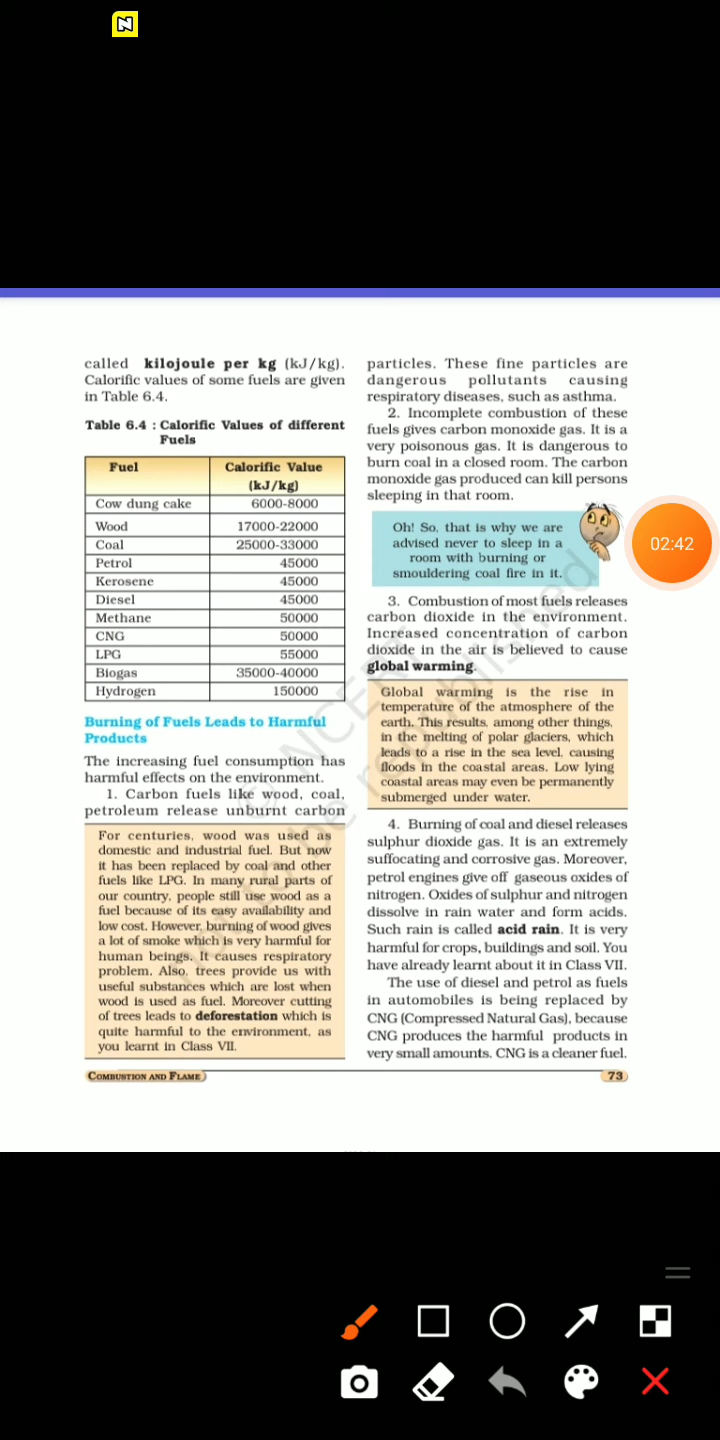 N
called kilojoule per kg (kJ/kg).
Calorific values of some fuels are given
in Table 6.4.
Table 6.4 : Calorific Values of different
Fuels
Fuel Calorific Value
(kJ/kg)
Cow dung cake 6000-8000
Wood 17000-22000
Coal 25000-33000
Petrol 45000
Kerosene 45000
Diesel 45000
Methane 50000
CNG 50000
LPG 55000
Biogas 35000-40000
Hydrogen 150000
Burning of Fuels Leads to Harmful
Products
The increasing fuel consumption has
harmful effects on the environment.
1. Carbon fuels like wood, coal,
petroleum release unburnt carbon
For centuries, wood was used as
domestic and industrial fuel. But now
it has been replaced by coal and other
fuels like LPG. In many rural parts of
our country, people still use wood as a
fuel because of its easy availability and
low cost. However, burning of wood gives
a lot of smoke which is very harmful for
human beings. It causes respiratory
problem. Also, trees provide us with
useful substances which are lost when
wood is used as fuel. Moreover cutting
of trees leads to deforestation which is
quite harmful to the environment, as
you learnt in Class VII.
particles. These fine particles are
dangerous pollutants causing
respiratory diseases, such as asthma.
2. Incomplete combustion of these
fuels gives carbon monoxide gas. It is a
very poisonous gas. It is dangerous to
burn coal in a closed room. The carbon
monoxide gas produced can kill persons
sleeping in that room.
Oh! So, that is why we are
advised never to sleep in a
room with burning or
smouldering coal fire in it.
02:42
3. Combustion of most fuels releases
carbon dioxide in the environment.
Increased concentration of carbon
dioxide in the air is believed to cause
global warming.
Global warming is the rise in
temperature of the atmosphere of the
earth. This results, among other things,
in the melting of polar glaciers, which
leads to a rise in the sea level, causing
floods in the coastal areas. Low lying
coastal areas may even be permanently
submerged under water.
4. Burning of coal and diesel releases
sulphur dioxide gas. It is an extremely
suffocating and corrosive gas. Moreover,
petrol engines give off gaseous oxides of
nitrogen. Oxides of sulphur and nitrogen
dissolve in rain water and form acids.
Such rain is called acid rain. It is very
harmful for crops, buildings and soil. You
have already learnt about it in Class VII.
The use of diesel and petrol as fuels
in automobiles is being replaced by
CNG (Compressed Natural Gas), because
CNG produces the harmful products in
very small amounts. CNG is a cleaner fuel.
© NCERT
not to be republished
COMBUSTION AND FLAME
73